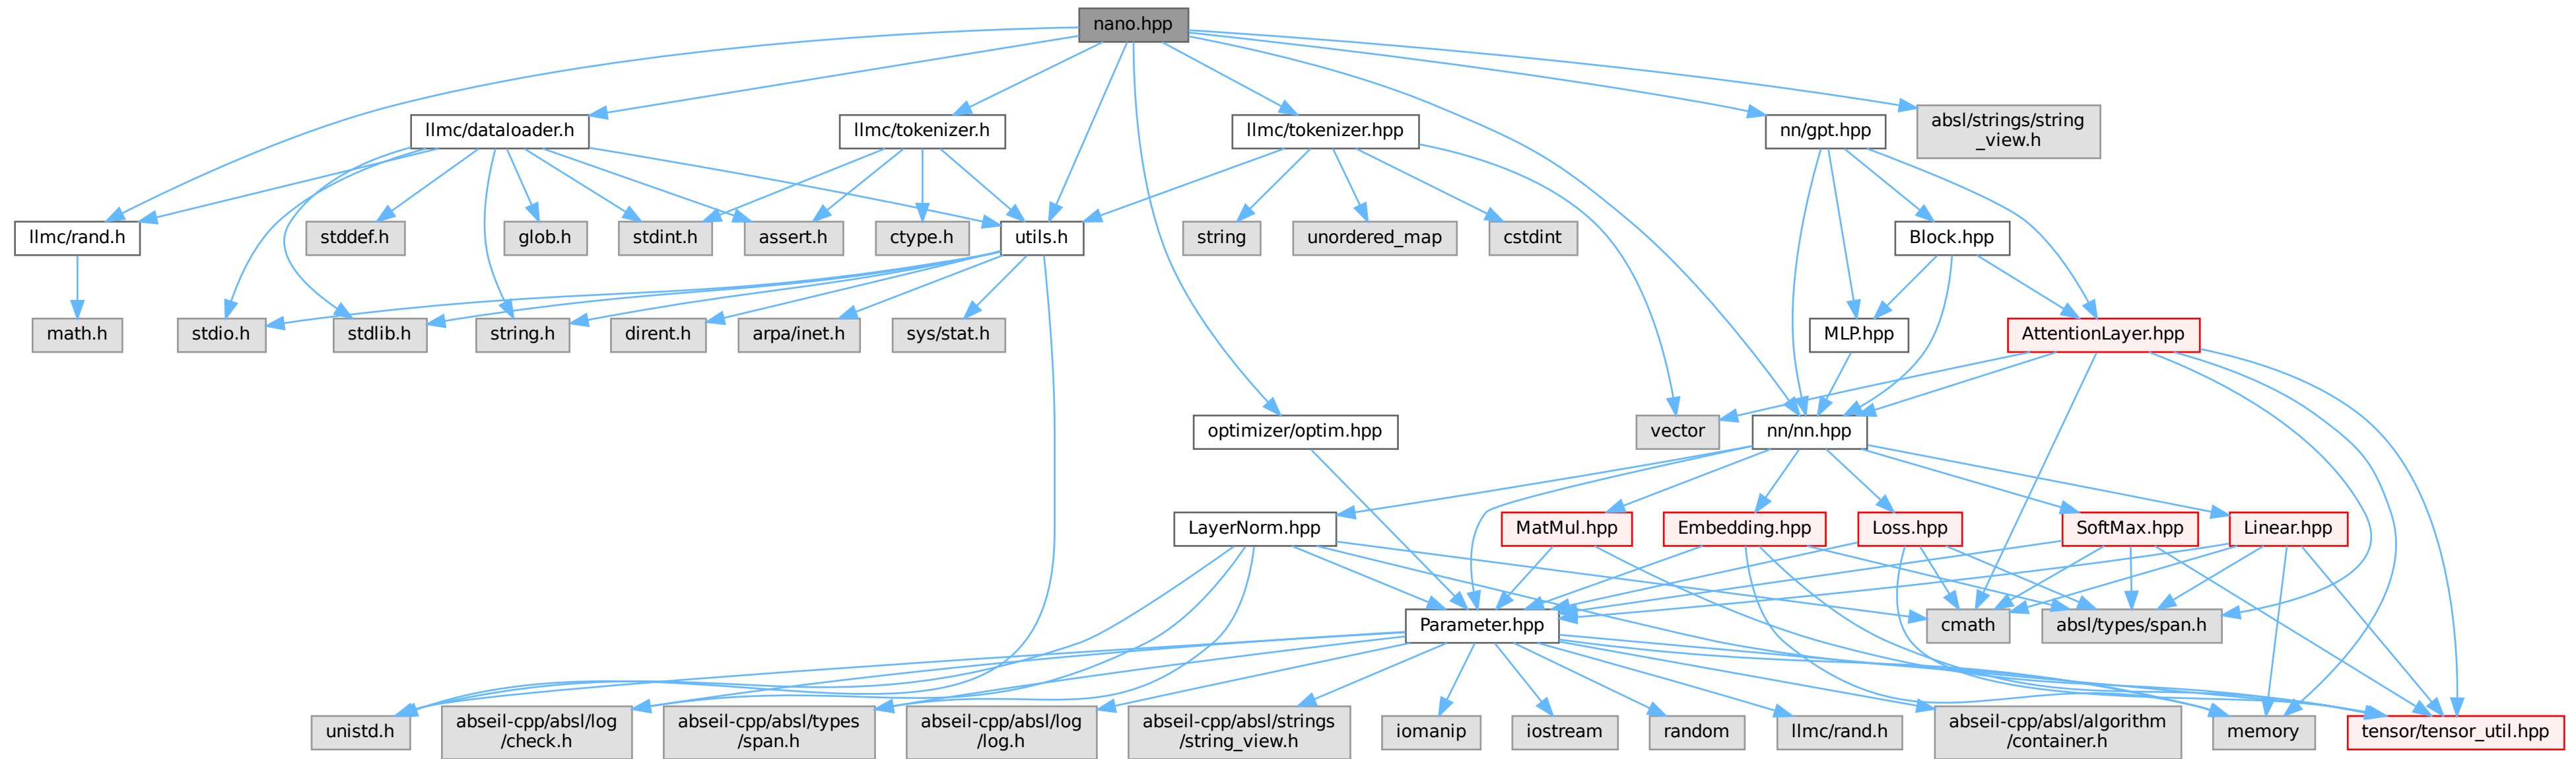 nano.hpp
llmc/dataloader.h
llmc/tokenizer.h
llmc/tokenizer.hpp
nn/gpt.hpp
absl/strings/string
_view.h
llmc/rand.h
stddef.h
glob.h
stdint.h
assert.h
ctype.h
utils.h
string
unordered_map
cstdint
Block.hpp
math.h
stdio.h
stdlib.h
string.h
dirent.h
arpa/inet.h
sys/stat.h
MLP.hpp
AttentionLayer.hpp
optimizer/optim.hpp
vector
nn/nn.hpp
LayerNorm.hpp
MatMul.hpp
Embedding.hpp
Loss.hpp
SoftMax.hpp
Linear.hpp
Parameter.hpp
cmath
absl/types/span.h
unistd.h
abseil-cpp/absl/log
/check.h
abseil-cpp/absl/types
/span.h
abseil-cpp/absl/log
/log.h
abseil-cpp/absl/strings
/string_view.h
iomanip
iostream
random
llmc/rand.h
abseil-cpp/absl/algorithm
/container.h
memory
tensor/tensor_util.hpp